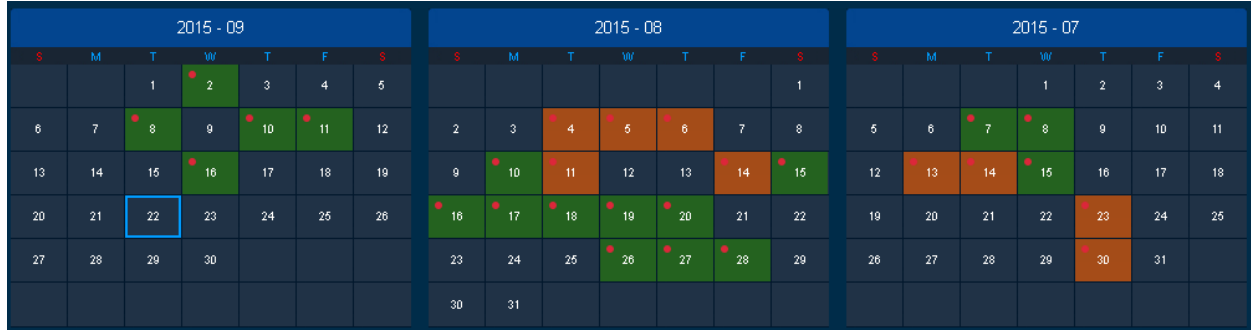 2015 - 09
S M T W T F S
1 2 3 4 5
6 7 8 9 10 11 12
13 14 15 16 17 18 19
20 21 22 23 24 25 26
27 28 29 30
2015 - 08
S M T W T F S
1
2 3 4 5 6 7 8
9 10 11 12 13 14 15
16 17 18 19 20 21 22
23 24 25 26 27 28 29
30 31
2015 - 07
S M T W T F S
1 2 3 4
5 6 7 8 9 10 11
12 13 14 15 16 17 18
19 20 21 22 23 24 25
26 27 28 29 30 31